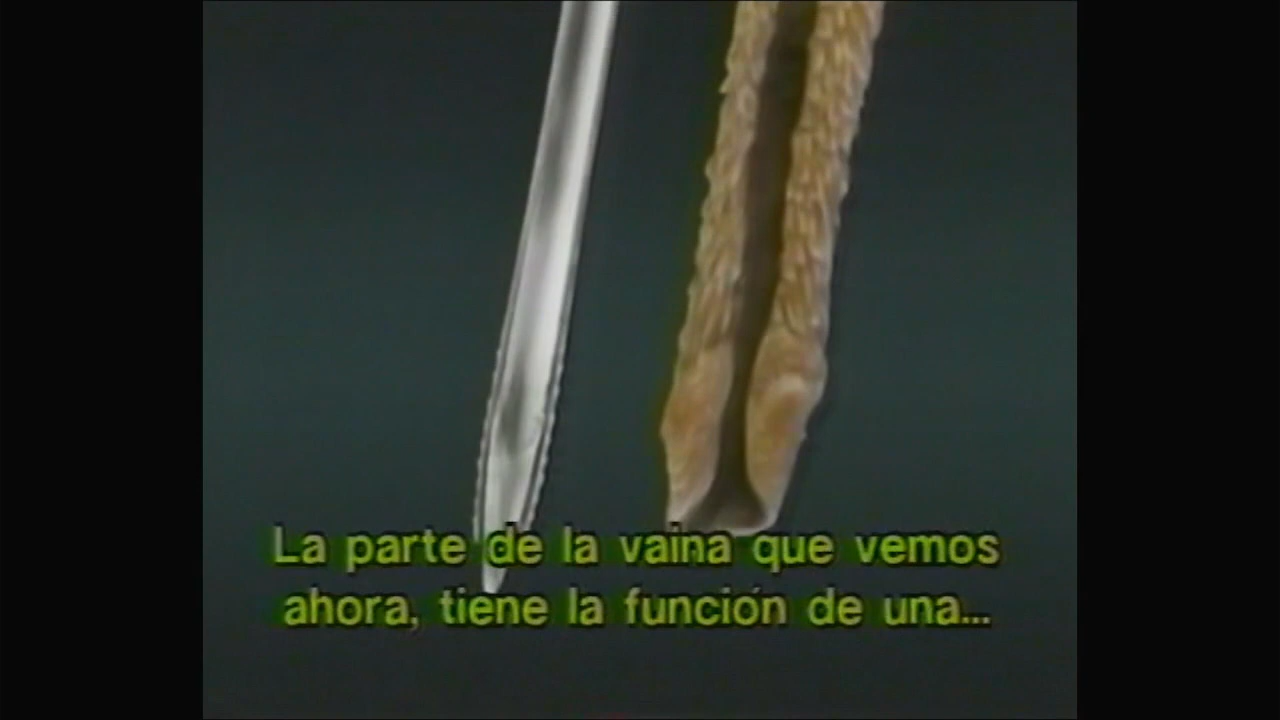 La parte de la vaina que vemos
ahora, tiene la función de una...